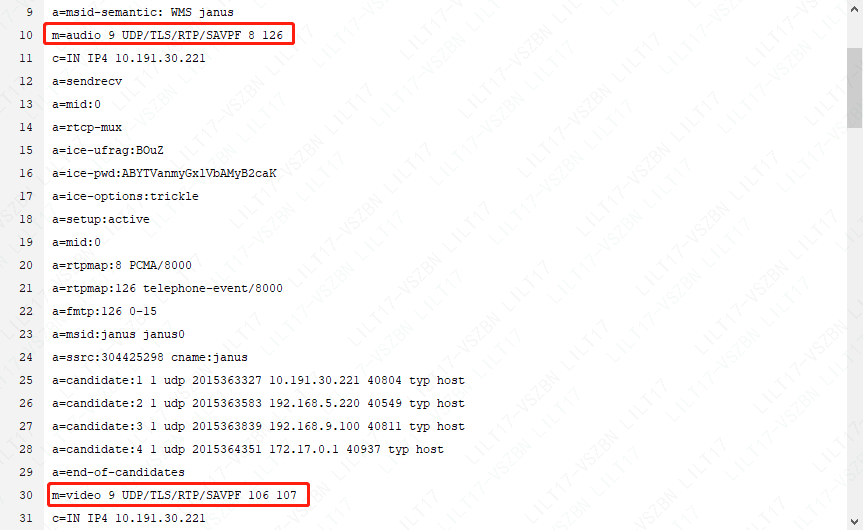 9 a=msid-semantic: WMS janus
10 m=audio 9 UDP/TLS/RTP/SAVPF 8 126
11 c=IN IP4 10.191.30.221
12 a=sendrecv
13 a=mid:0
14 a=rtcp-mux
15 a=ice-ufrag:BOuZ
16 a=ice-pwd:ABYTVanmyGxlVbAMyB2caK
17 a=ice-options:trickle
18 a=setup:active
19 a=mid:0
20 a=rtpmap:8 PCMA/8000
21 a=rtpmap:126 telephone-event/8000
22 a=fmtp:126 0-15
23 a=msid:janus janus0
24 a=ssrc:304425298 cname:janus
25 a=candidate:1 1 udp 2015363327 10.191.30.221 40804 typ host
26 a=candidate:2 1 udp 2015363583 192.168.5.220 40549 typ host
27 a=candidate:3 1 udp 2015363839 192.168.9.100 40811 typ host
28 a=candidate:4 1 udp 2015364351 172.17.0.1 40937 typ host
29 a=end-of-candidates
30 m=video 9 UDP/TLS/RTP/SAVPF 106 107
31 c=IN IP4 10.191.30.221